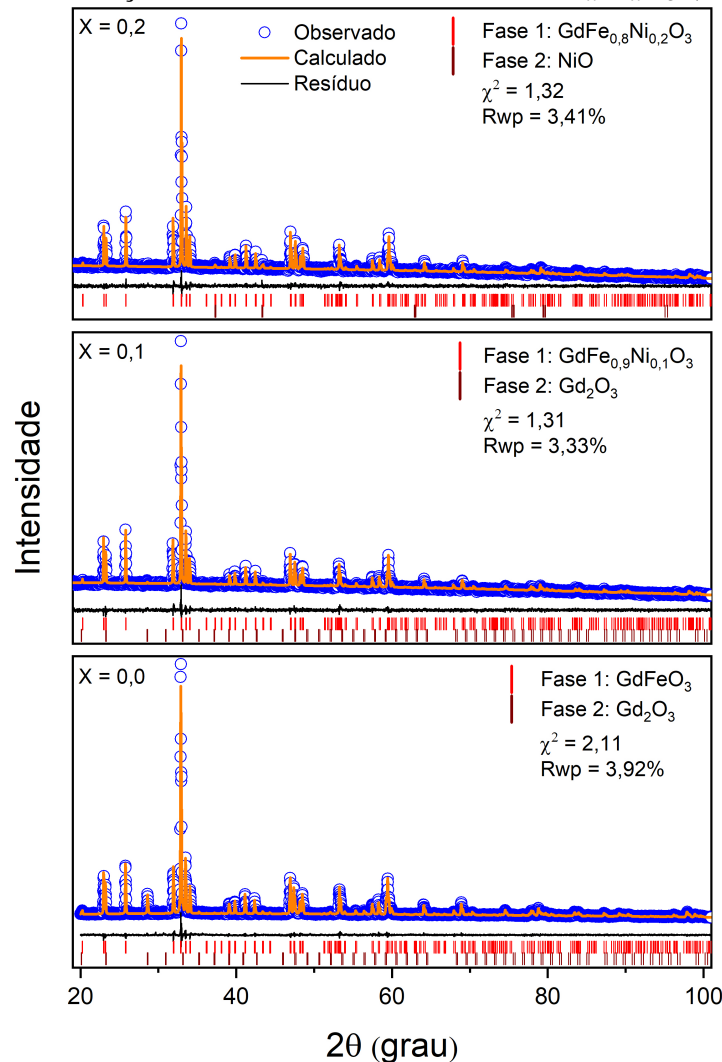 X = 0,2
Observado
Calculado
Resíduo
Fase 1: GdFe0,8Ni0,2O3
Fase 2: NiO
χ2 = 1,32
Rwp = 3,41%
X = 0,1
Fase 1: GdFe0,9Ni0,1O3
Fase 2: Gd2O3
χ2 = 1,31
Rwp = 3,33%
X = 0,0
Fase 1: GdFeO3
Fase 2: Gd2O3
χ2 = 2,11
Rwp = 3,92%
Intensidade
20 40 60 80 100
2θ (grau)